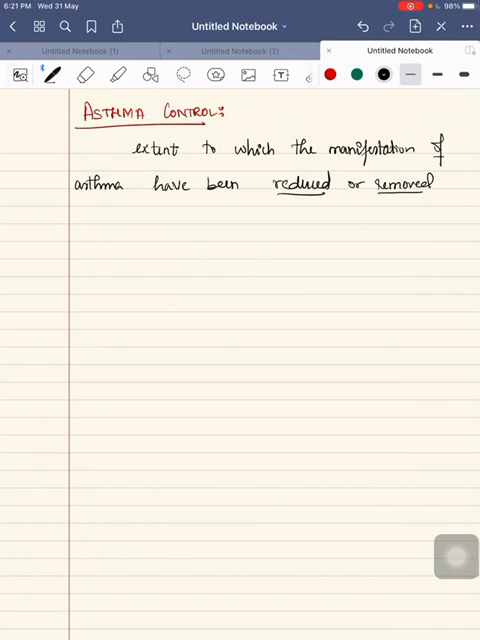 6:21 PM Wed 31 May 98%
Untitled Notebook
Untitled Notebook (1) Untitled Notebook (2) Untitled Notebook
ASTHMA CONTROL:
extent to which the manifestation of
asthma have been reduced or removed